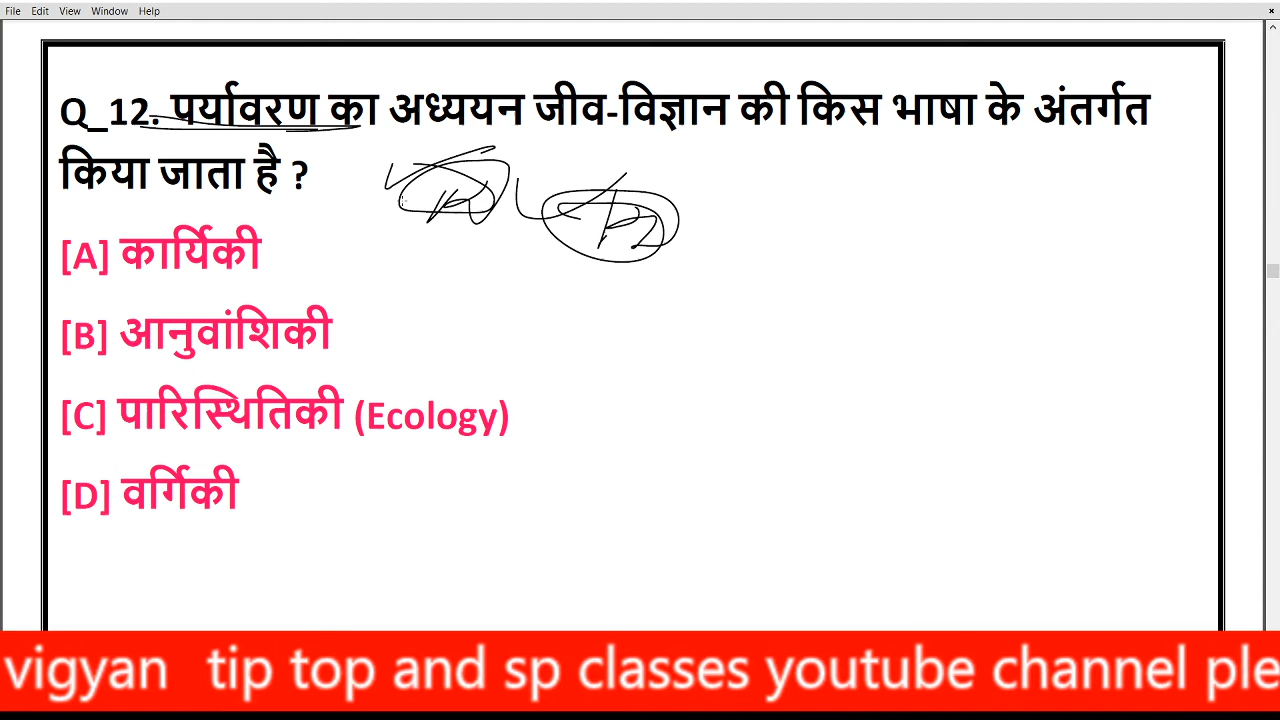 File Edit View Window Help
Q_12. पर्यावरण का अध्ययन जीव-विज्ञान की किस भाषा के अंतर्गत
किया जाता है ?
[A] कार्यिकी
[B] आनुवांशिकी
[C] पारिस्थितिकी (Ecology)
[D] वर्गिकी
vigyan tip top and sp classes youtube channel ple